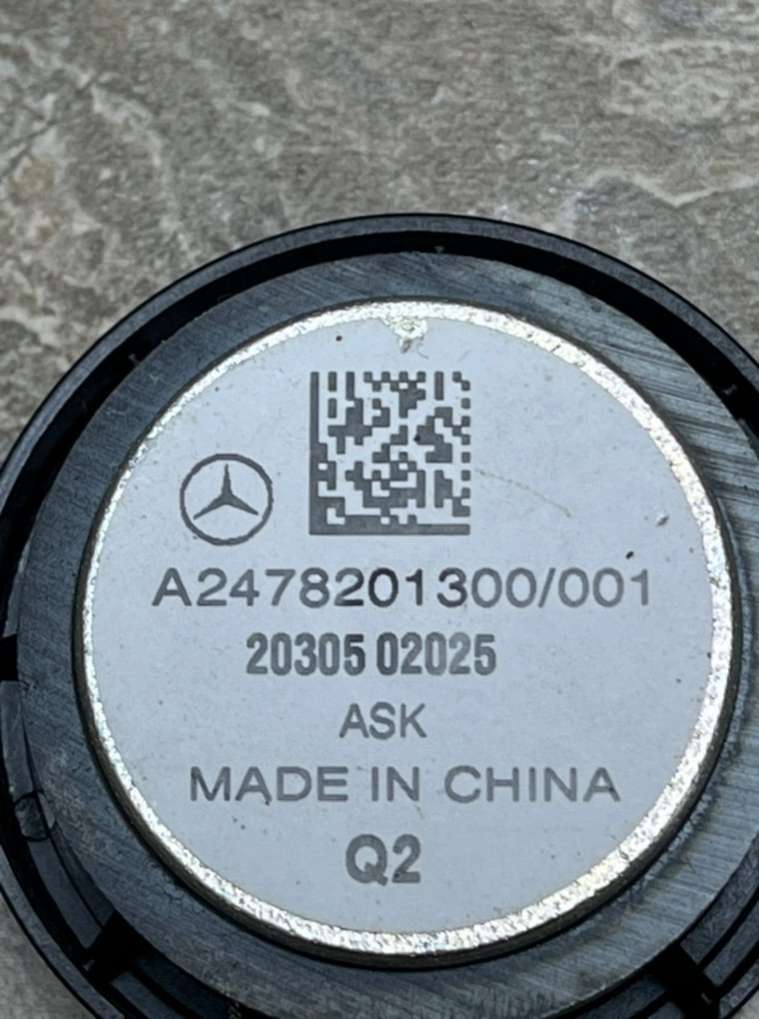 A2478201300/001
20305 02025
ASK
MADE IN CHINA
Q2